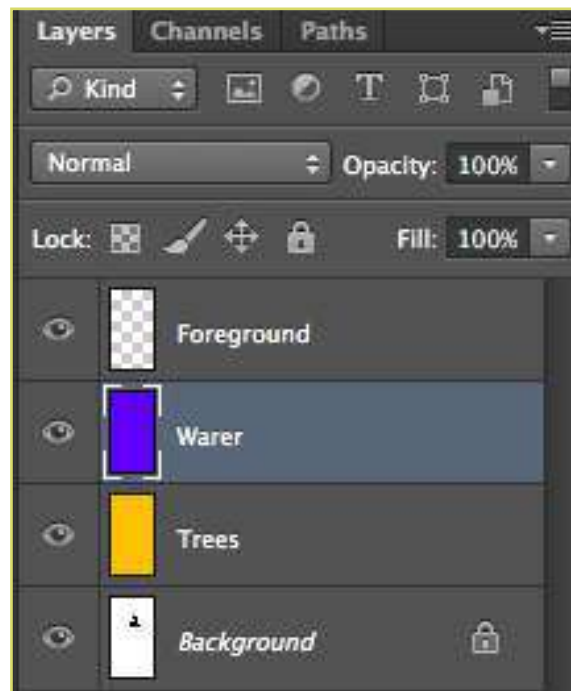 Layers Channels Paths
Kind T
Normal Opacity: 100%
Lock: Fill: 100%
Foreground
Warer
Trees
Background